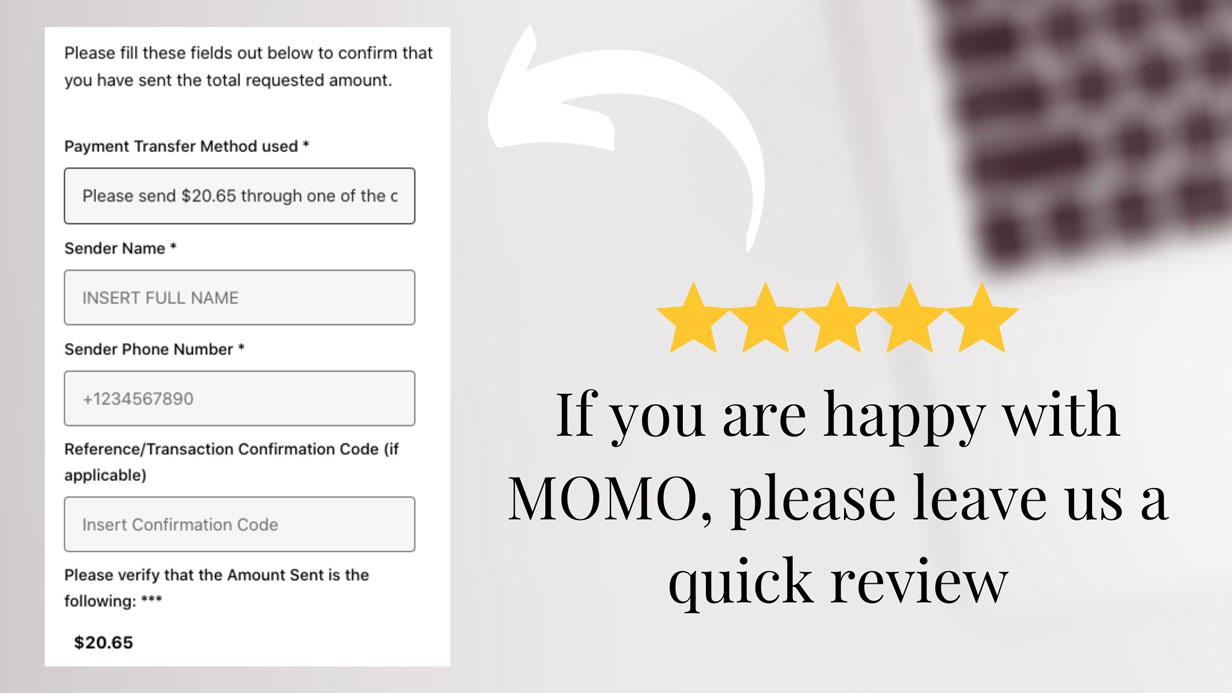 Please fill these fields out below to confirm that
you have sent the total requested amount.
Payment Transfer Method used *
Please send $20.65 through one of the c
Sender Name *
INSERT FULL NAME
Sender Phone Number *
+1234567890
Reference/Transaction Confirmation Code (if
applicable)
Insert Confirmation Code
Please verify that the Amount Sent is the
following: ***
$20.65
If you are happy with
MOMO, please leave us a
quick review